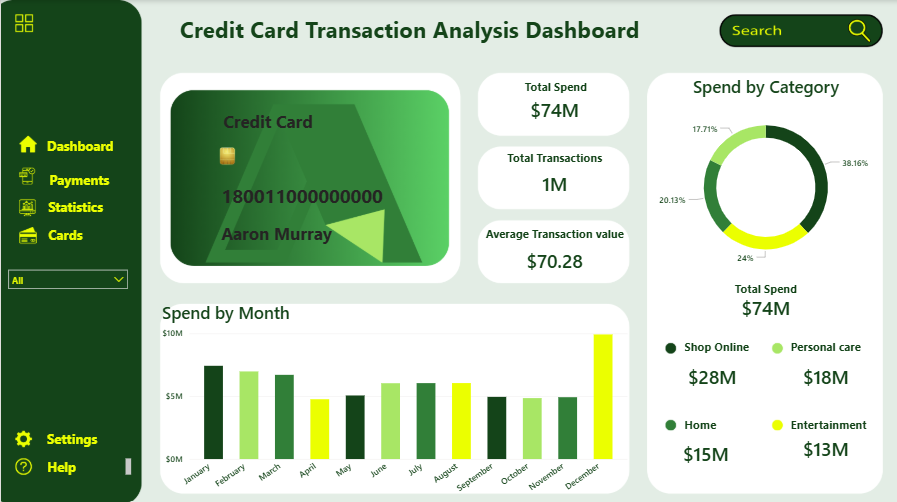 Credit Card Transaction Analysis Dashboard
Search
Dashboard
Payments
Statistics
Cards
All
Settings
Help
Credit Card
180011000000000
Aaron Murray
Total Spend
$74M
Total Transactions
1M
Average Transaction value
$70.28
Spend by Month
$10M
$5M
$0M
January
February
March
April
May
June
July
August
September
October
November
December
Spend by Category
17.71%
38.16%
20.13%
24%
Total Spend
$74M
Shop Online
$28M
Personal care
$18M
Home
$15M
Entertainment
$13M